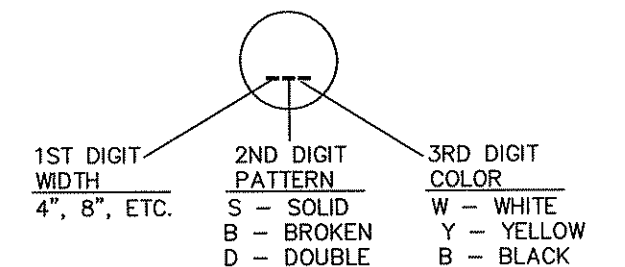 1ST DIGIT
WIDTH
4", 8", ETC.
2ND DIGIT
PATTERN
S – SOLID
B – BROKEN
D – DOUBLE
3RD DIGIT
COLOR
W – WHITE
Y – YELLOW
B – BLACK